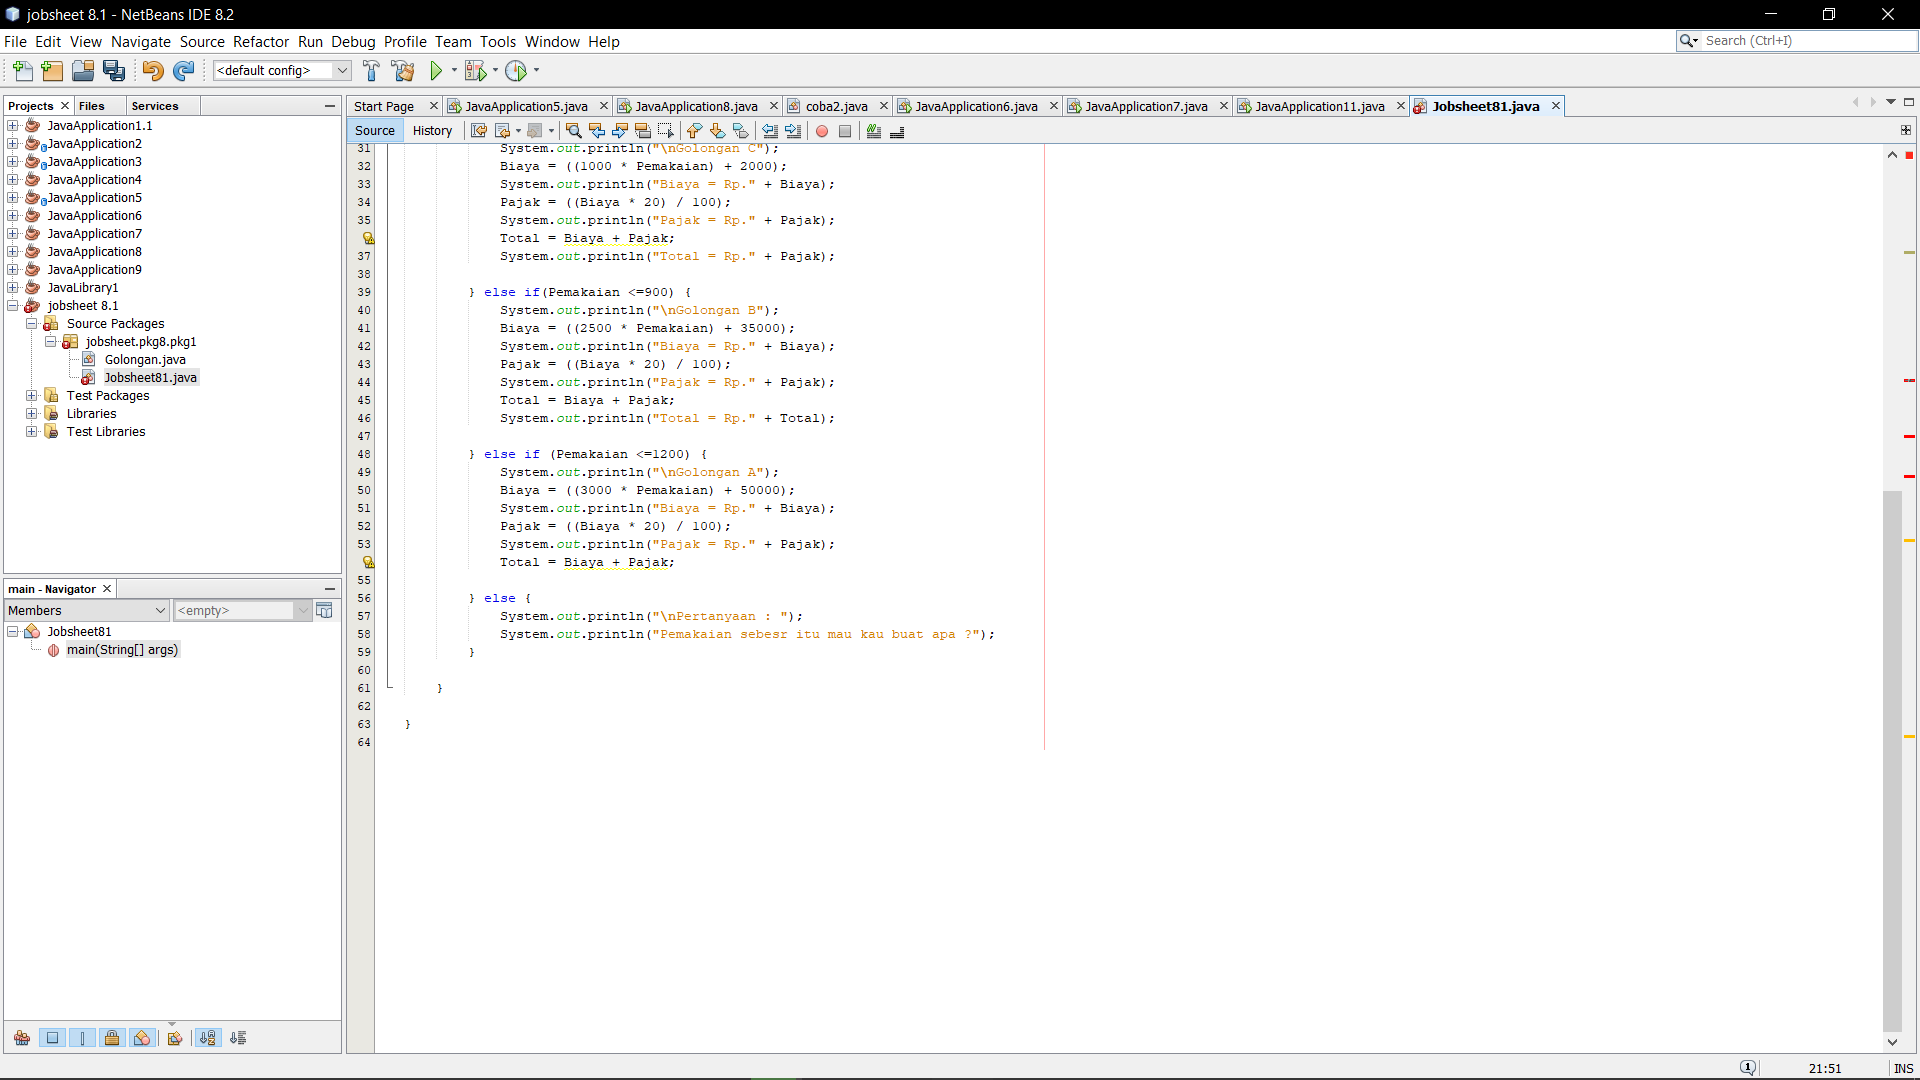 jobsheet 8.1 - NetBeans IDE 8.2
File Edit View Navigate Source Refactor Run Debug Profile Team Tools Window Help
Search (Ctrl+I)
<default config>
Projects Files Services
JavaApplication1.1
JavaApplication2
JavaApplication3
JavaApplication4
JavaApplication5
JavaApplication6
JavaApplication7
JavaApplication8
JavaApplication9
JavaLibrary1
jobsheet 8.1
Source Packages
jobsheet.pkg8.pkg1
Golongan.java
Jobsheet81.java
Test Packages
Libraries
Test Libraries
main - Navigator
Members <empty>
Jobsheet81
main(String[] args)
Start Page JavaApplication5.java JavaApplication8.java coba2.java JavaApplication6.java JavaApplication7.java JavaApplication11.java Jobsheet81.java
Source History
31 System.out.println("\nGolongan C");
32 Biaya = ((1000 * Pemakaian) + 2000);
33 System.out.println("Biaya = Rp." + Biaya);
34 Pajak = ((Biaya * 20) / 100);
35 System.out.println("Pajak = Rp." + Pajak);
Total = Biaya + Pajak;
37 System.out.println("Total = Rp." + Pajak);
38
39 } else if(Pemakaian <=900) {
40 System.out.println("\nGolongan B");
41 Biaya = ((2500 * Pemakaian) + 35000);
42 System.out.println("Biaya = Rp." + Biaya);
43 Pajak = ((Biaya * 20) / 100);
44 System.out.println("Pajak = Rp." + Pajak);
45 Total = Biaya + Pajak;
46 System.out.println("Total = Rp." + Total);
47
48 } else if (Pemakaian <=1200) {
49 System.out.println("\nGolongan A");
50 Biaya = ((3000 * Pemakaian) + 50000);
51 System.out.println("Biaya = Rp." + Biaya);
52 Pajak = ((Biaya * 20) / 100);
53 System.out.println("Pajak = Rp." + Pajak);
Total = Biaya + Pajak;
55
56 } else {
57 System.out.println("\nPertanyaan : ");
58 System.out.println("Pemakaian sebesr itu mau kau buat apa ?");
59 }
60
61 }
62
63 }
64
1 21:51 INS